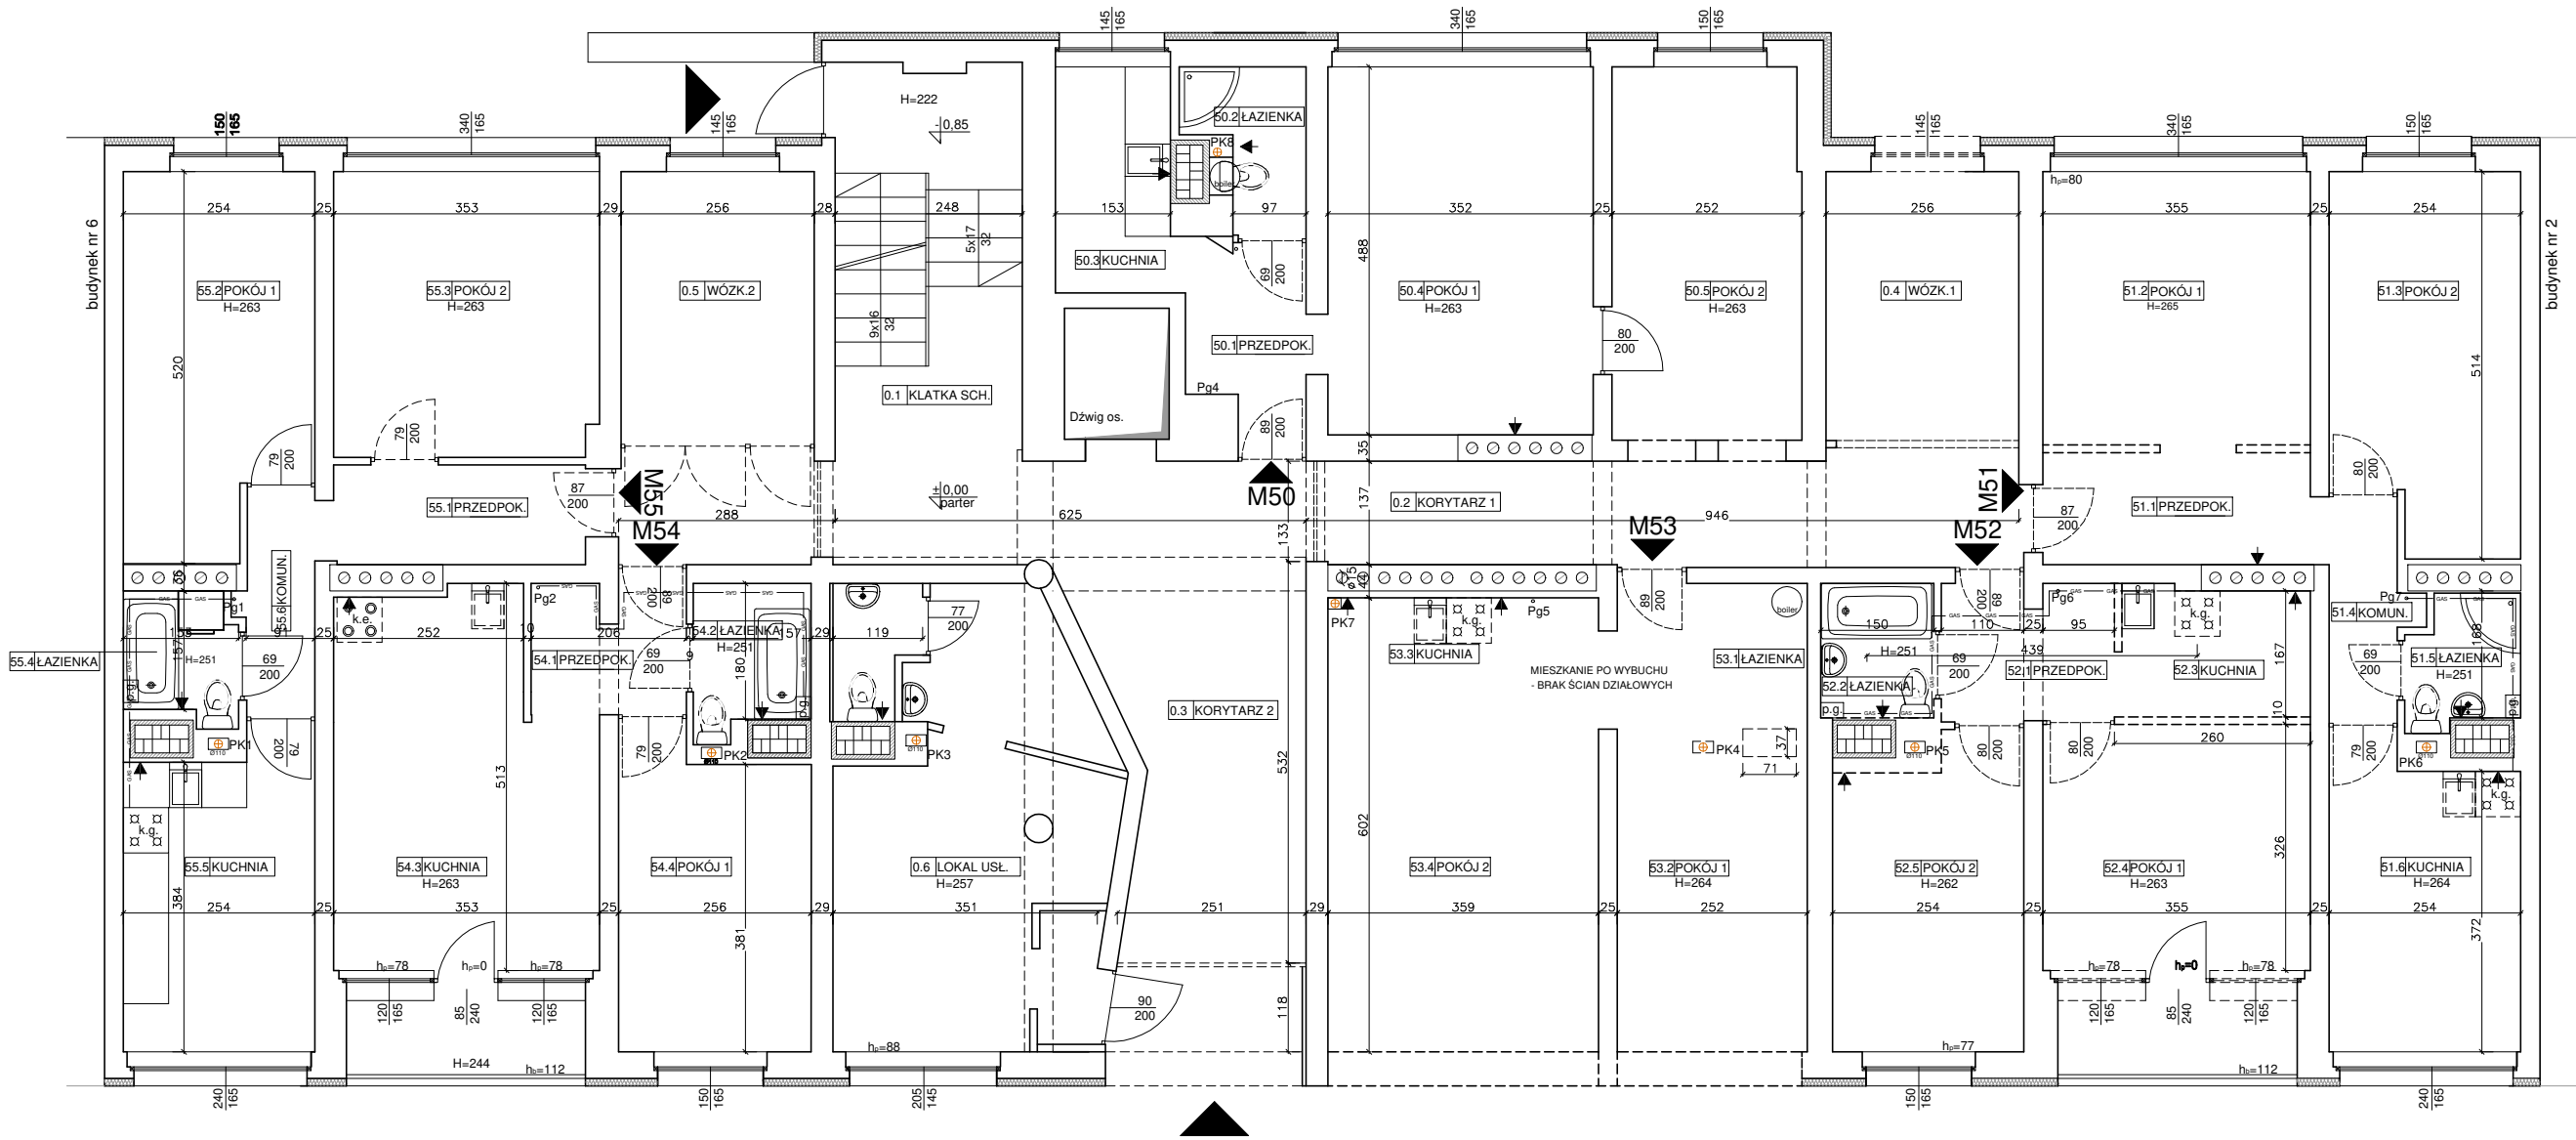 145
165
340
165
150
165
H=222
-0,85
50.2 ŁAZIENKA
PK8
boiler
150
165
340
165
145
165
145
165
340
165
150
165
hₚ=80
budynek nr 6
budynek nr 2
254
25
353
29
256
28
248
153
97
352
25
252
256
355
25
254
5x17
32
9x16
32
50.3 KUCHNIA
69
200
488
55.2 POKÓJ 1
H=263
55.3 POKÓJ 2
H=263
0.5 WÓZK.2
50.4 POKÓJ 1
H=263
50.5 POKÓJ 2
H=263
0.4 WÓZK.1
51.2 POKÓJ 1
H=265
51.3 POKÓJ 2
50.1 PRZEDPOK.
80
200
520
514
Pg4
0.1 KLATKA SCH.
Dźwig os.
79
200
79
200
89
200
35
80
200
87
200
M55
M50
M51
±0,00
parter
0.2 KORYTARZ 1
137
55.1 PRZEDPOK.
51.1 PRZEDPOK.
87
200
288
625
946
133
M54
M53
M52
55.6 KOMUN.
Pg1
k.e.
Pg2
89
200
77
200
ø15
44
PK7
k.g.
Pg5
89
200
boiler
89
200
Pg6
k.g.
Pg7
51.4 KOMUN.
91
25
252
10
206
54.2 ŁAZIENKA
H=251
157
29
119
150
110
25
95
439
167
168
55.4 ŁAZIENKA
157
H=251
69
200
54.1 PRZEDPOK.
69
200
9
180
53.3 KUCHNIA
MIESZKANIE PO WYBUCHU
- BRAK ŚCIAN DZIAŁOWYCH
53.1 ŁAZIENKA
H=251
52.2 ŁAZIENKA
69
200
52.1 PRZEDPOK.
52.3 KUCHNIA
69
200
51.5 ŁAZIENKA
H=251
p.g.
p.g.
p.g.
p.g.
0.3 KORYTARZ 2
10
PK1
79
200
79
200
PK2
PK3
PK4
37
71
PK5
80
200
80
200
260
79
200
PK6
k.g.
k.g.
513
532
602
326
55.5 KUCHNIA
54.3 KUCHNIA
H=263
54.4 POKÓJ 1
0.6 LOKAL USŁ.
H=257
53.4 POKÓJ 2
53.2 POKÓJ 1
H=264
52.5 POKÓJ 2
H=262
52.4 POKÓJ 1
H=263
51.6 KUCHNIA
H=264
384
254
25
353
25
256
29
351
251
29
359
25
252
254
25
355
25
254
381
372
hₚ=78
hₚ=0
hₚ=78
hₚ=78
hₚ=0
hₚ=78
120
165
85
240
120
165
90
200
118
120
165
85
240
120
165
hₚ=88
hₚ=77
H=244
hb=112
hb=112
240
165
150
165
205
145
150
165
240
165